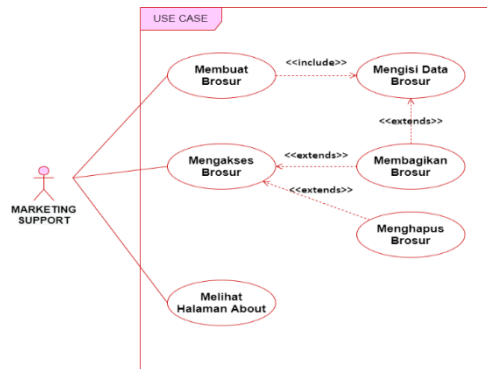 USE CASE
Membuat
Brosur
<<include>>
Mengisi Data
Brosur
<<extends>>
Mengakses
Brosur
<<extends>>
Membagikan
Brosur
<<extends>>
MARKETING
SUPPORT
Menghapus
Brosur
Melihat
Halaman About